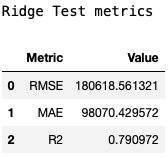 Ridge Test metrics
Metric Value
0 RMSE 180618.561321
1 MAE 98070.429572
2 R2 0.790972